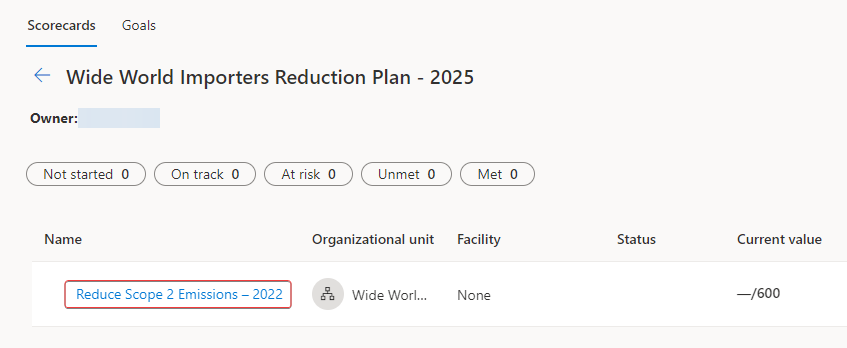 Scorecards Goals
Wide World Importers Reduction Plan - 2025
Owner:
Not started 0 On track 0 At risk 0 Unmet 0 Met 0
Name Organizational unit Facility Status Current value
Reduce Scope 2 Emissions – 2022 Wide Worl... None —/600